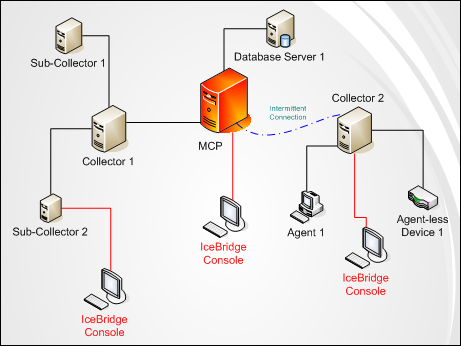 Sub-Collector 1
Database Server 1
Collector 2
Intermittent
Connection
MCP
Collector 1
Sub-Collector 2
IceBridge
Console
Agent 1
Agent-less
Device 1
IceBridge
Console
IceBridge
Console